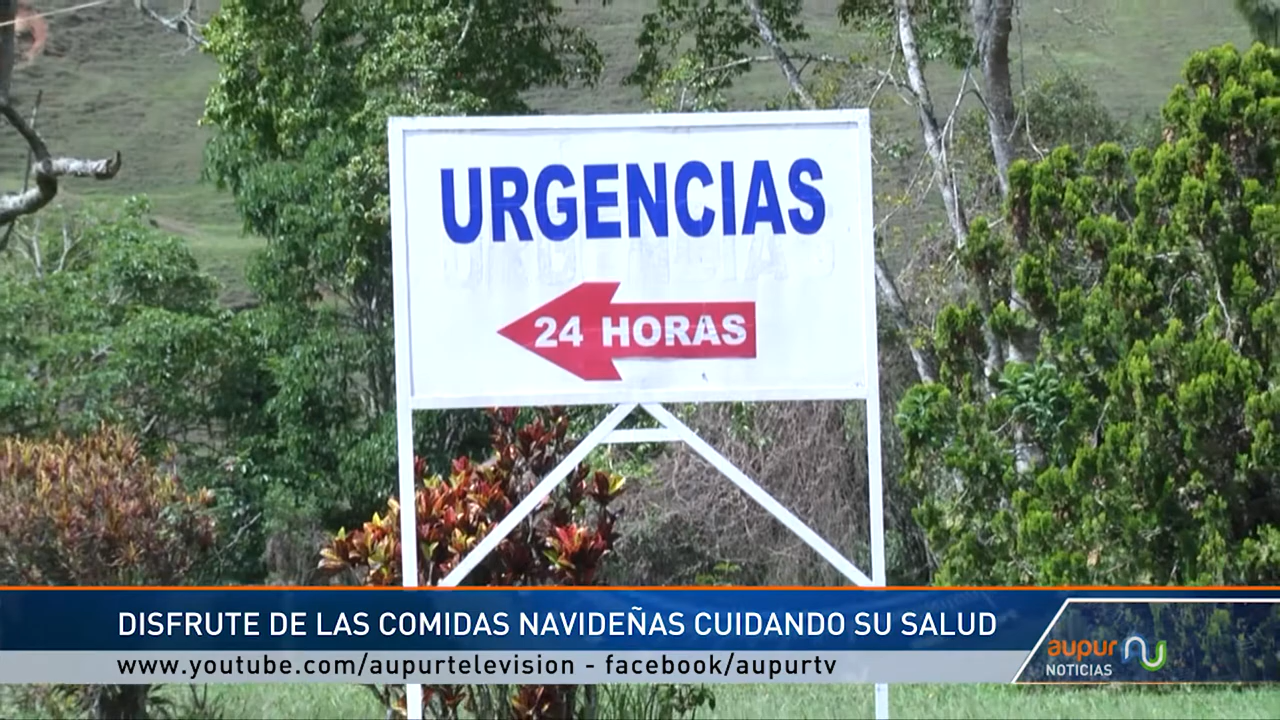 URGENCIAS
24 HORAS
DISFRUTE DE LAS COMIDAS NAVIDEÑAS CUIDANDO SU SALUD
www.youtube.com/aupurtelevision - facebook/aupurtv
aupur
NOTICIAS